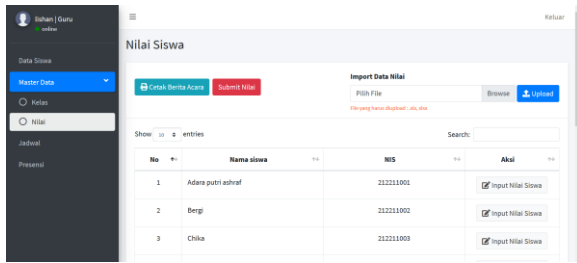 lishan | Guru
online
Data Siswa
Master Data
Kelas
Nilai
Jadwal
Presensi
Keluar
Nilai Siswa
Cetak Berita Acara
Submit Nilai
Import Data Nilai
Pilih File
Browse
Upload
File yang harus diupload : .xls, xlsx
Show 10 entries
Search:
No Nama siswa NIS Aksi
1 Adara putri ashraf 212211001 Input Nilai Siswa
2 Bergi 212211002 Input Nilai Siswa
3 Chika 212211003 Input Nilai Siswa